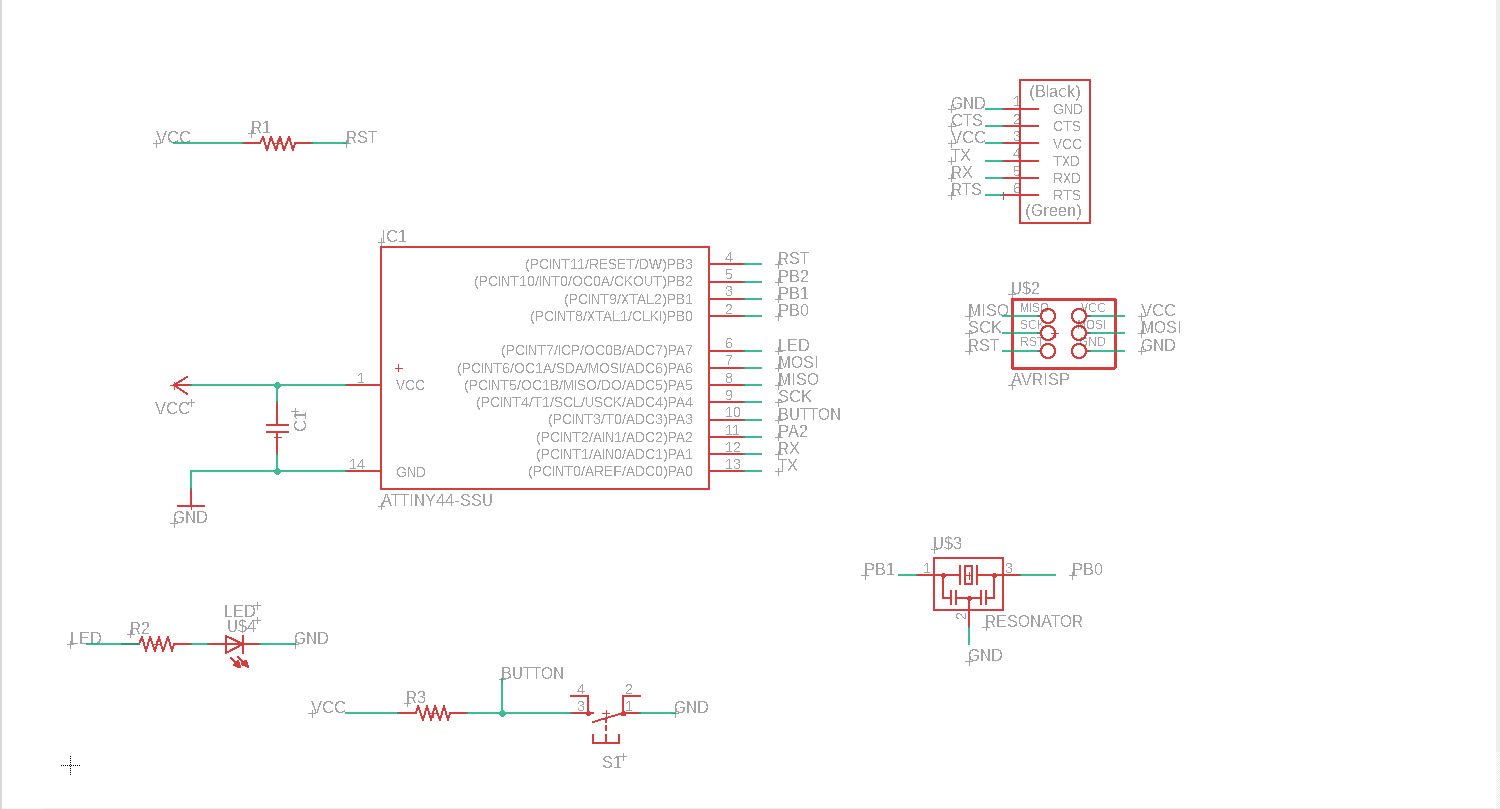 VCC R1 RST
(Black)
GND 1 GND
CTS 2 CTS
VCC 3 VCC
TX 4 TXD
RX 5 RXD
RTS 6 RTS
(Green)
IC1
(PCINT11/RESET/DW)PB3 4 RST
(PCINT10/INT0/OC0A/CKOUT)PB2 5 PB2
(PCINT9/XTAL2)PB1 3 PB1
(PCINT8/XTAL1/CLKI)PB0 2 PB0
(PCINT7/ICP/OC0B/ADC7)PA7 6 LED
(PCINT6/OC1A/SDA/MOSI/ADC6)PA6 7 MOSI
1 VCC (PCINT5/OC1B/MISO/DO/ADC5)PA5 8 MISO
(PCINT4/T1/SCL/USCK/ADC4)PA4 9 SCK
(PCINT3/T0/ADC3)PA3 10 BUTTON
(PCINT2/AIN1/ADC2)PA2 11 PA2
(PCINT1/AIN0/ADC1)PA1 12 RX
14 GND (PCINT0/AREF/ADC0)PA0 13 TX
ATTINY44-SSU
VCC
C1
GND
U$2
MISO MISO VCC VCC
SCK SCK MOSI MOSI
RST RST GND GND
AVRISP
U$3
PB1 1 3 PB0
2
RESONATOR
GND
LED
LED R2 U$4 GND
BUTTON
4 2
VCC R3 3 1 GND
S1